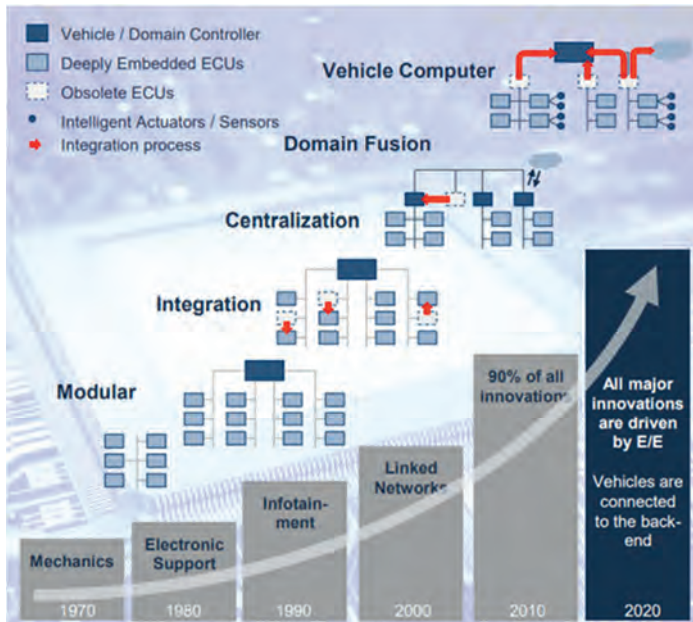 Vehicle / Domain Controller
Deeply Embedded ECUs
Obsolete ECUs
Intelligent Actuators / Sensors
Integration process
Vehicle Computer
Domain Fusion
Centralization
Integration
Modular
Mechanics
1970
Electronic
Support
1980
Infotain-
ment
1990
Linked
Networks
2000
90% of all
innovations
2010
All major
innovations
are driven
by E/E
Vehicles are
connected
to the back-
end
2020